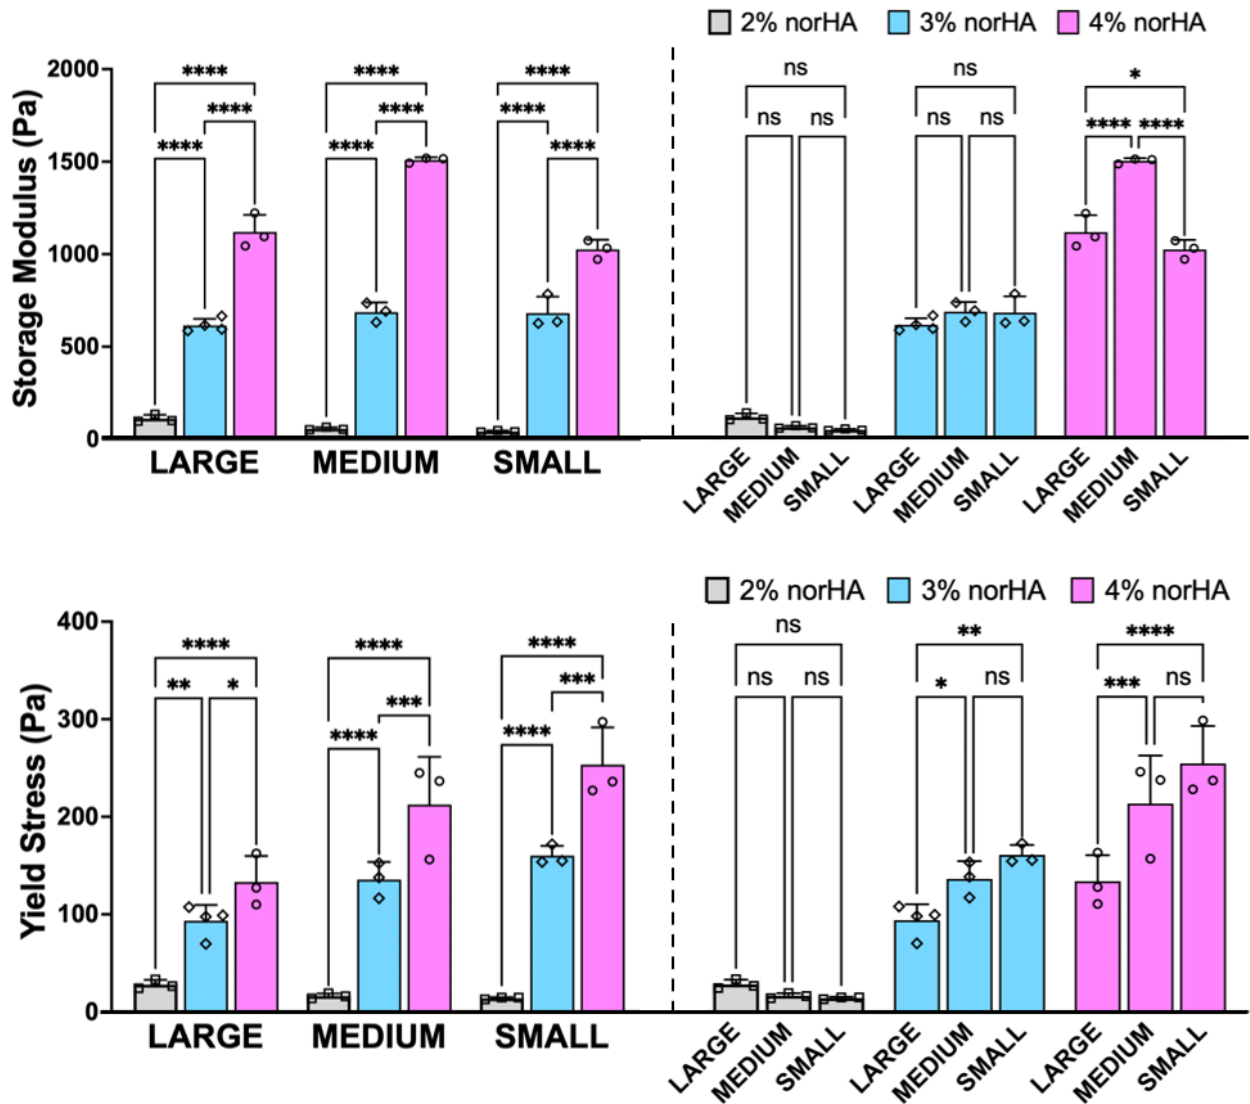 2% norHA 3% norHA 4% norHA
Storage Modulus (Pa)
2000
1500
1000
500
0
**** **** ****
**** **** ****
**** **** ****
ns ns *
ns ns ns ns **** ****
LARGE MEDIUM SMALL
LARGE MEDIUM SMALL LARGE MEDIUM SMALL LARGE MEDIUM SMALL
2% norHA 3% norHA 4% norHA
Yield Stress (Pa)
400
300
200
100
0
**** **** ****
** * **** *** **** ***
ns ** ****
ns ns * ns *** ns
LARGE MEDIUM SMALL
LARGE MEDIUM SMALL LARGE MEDIUM SMALL LARGE MEDIUM SMALL